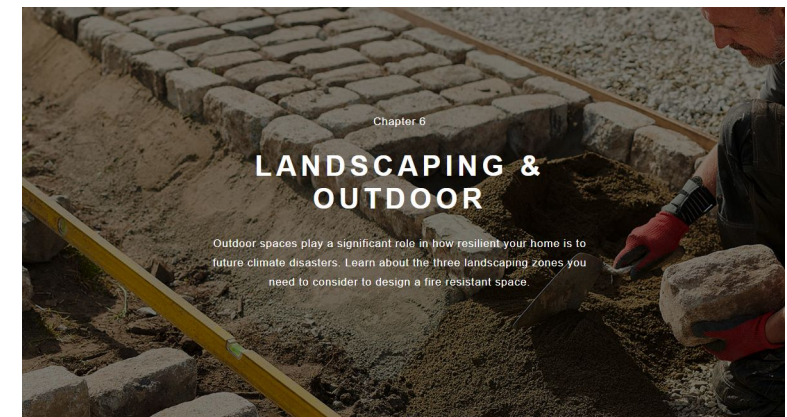 Chapter 6
LANDSCAPING &
OUTDOOR
Outdoor spaces play a significant role in how resilient your home is to
future climate disasters. Learn about the three landscaping zones you
need to consider to design a fire resistant space.